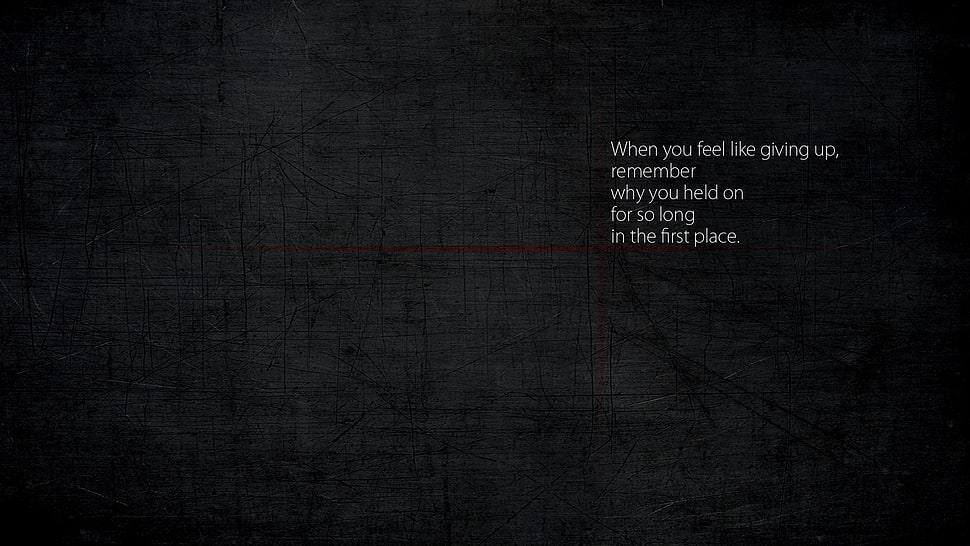 When you feel like giving up,
remember
why you held on
for so long
in the first place.